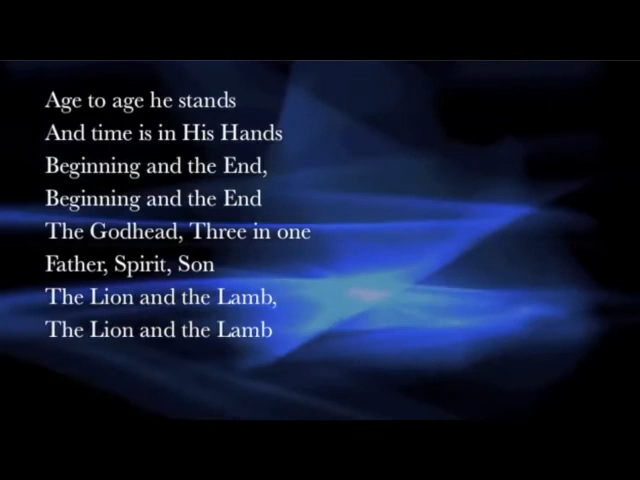 Age to age he stands
And time is in His Hands
Beginning and the End,
Beginning and the End
The Godhead, Three in one
Father, Spirit, Son
The Lion and the Lamb,
The Lion and the Lamb